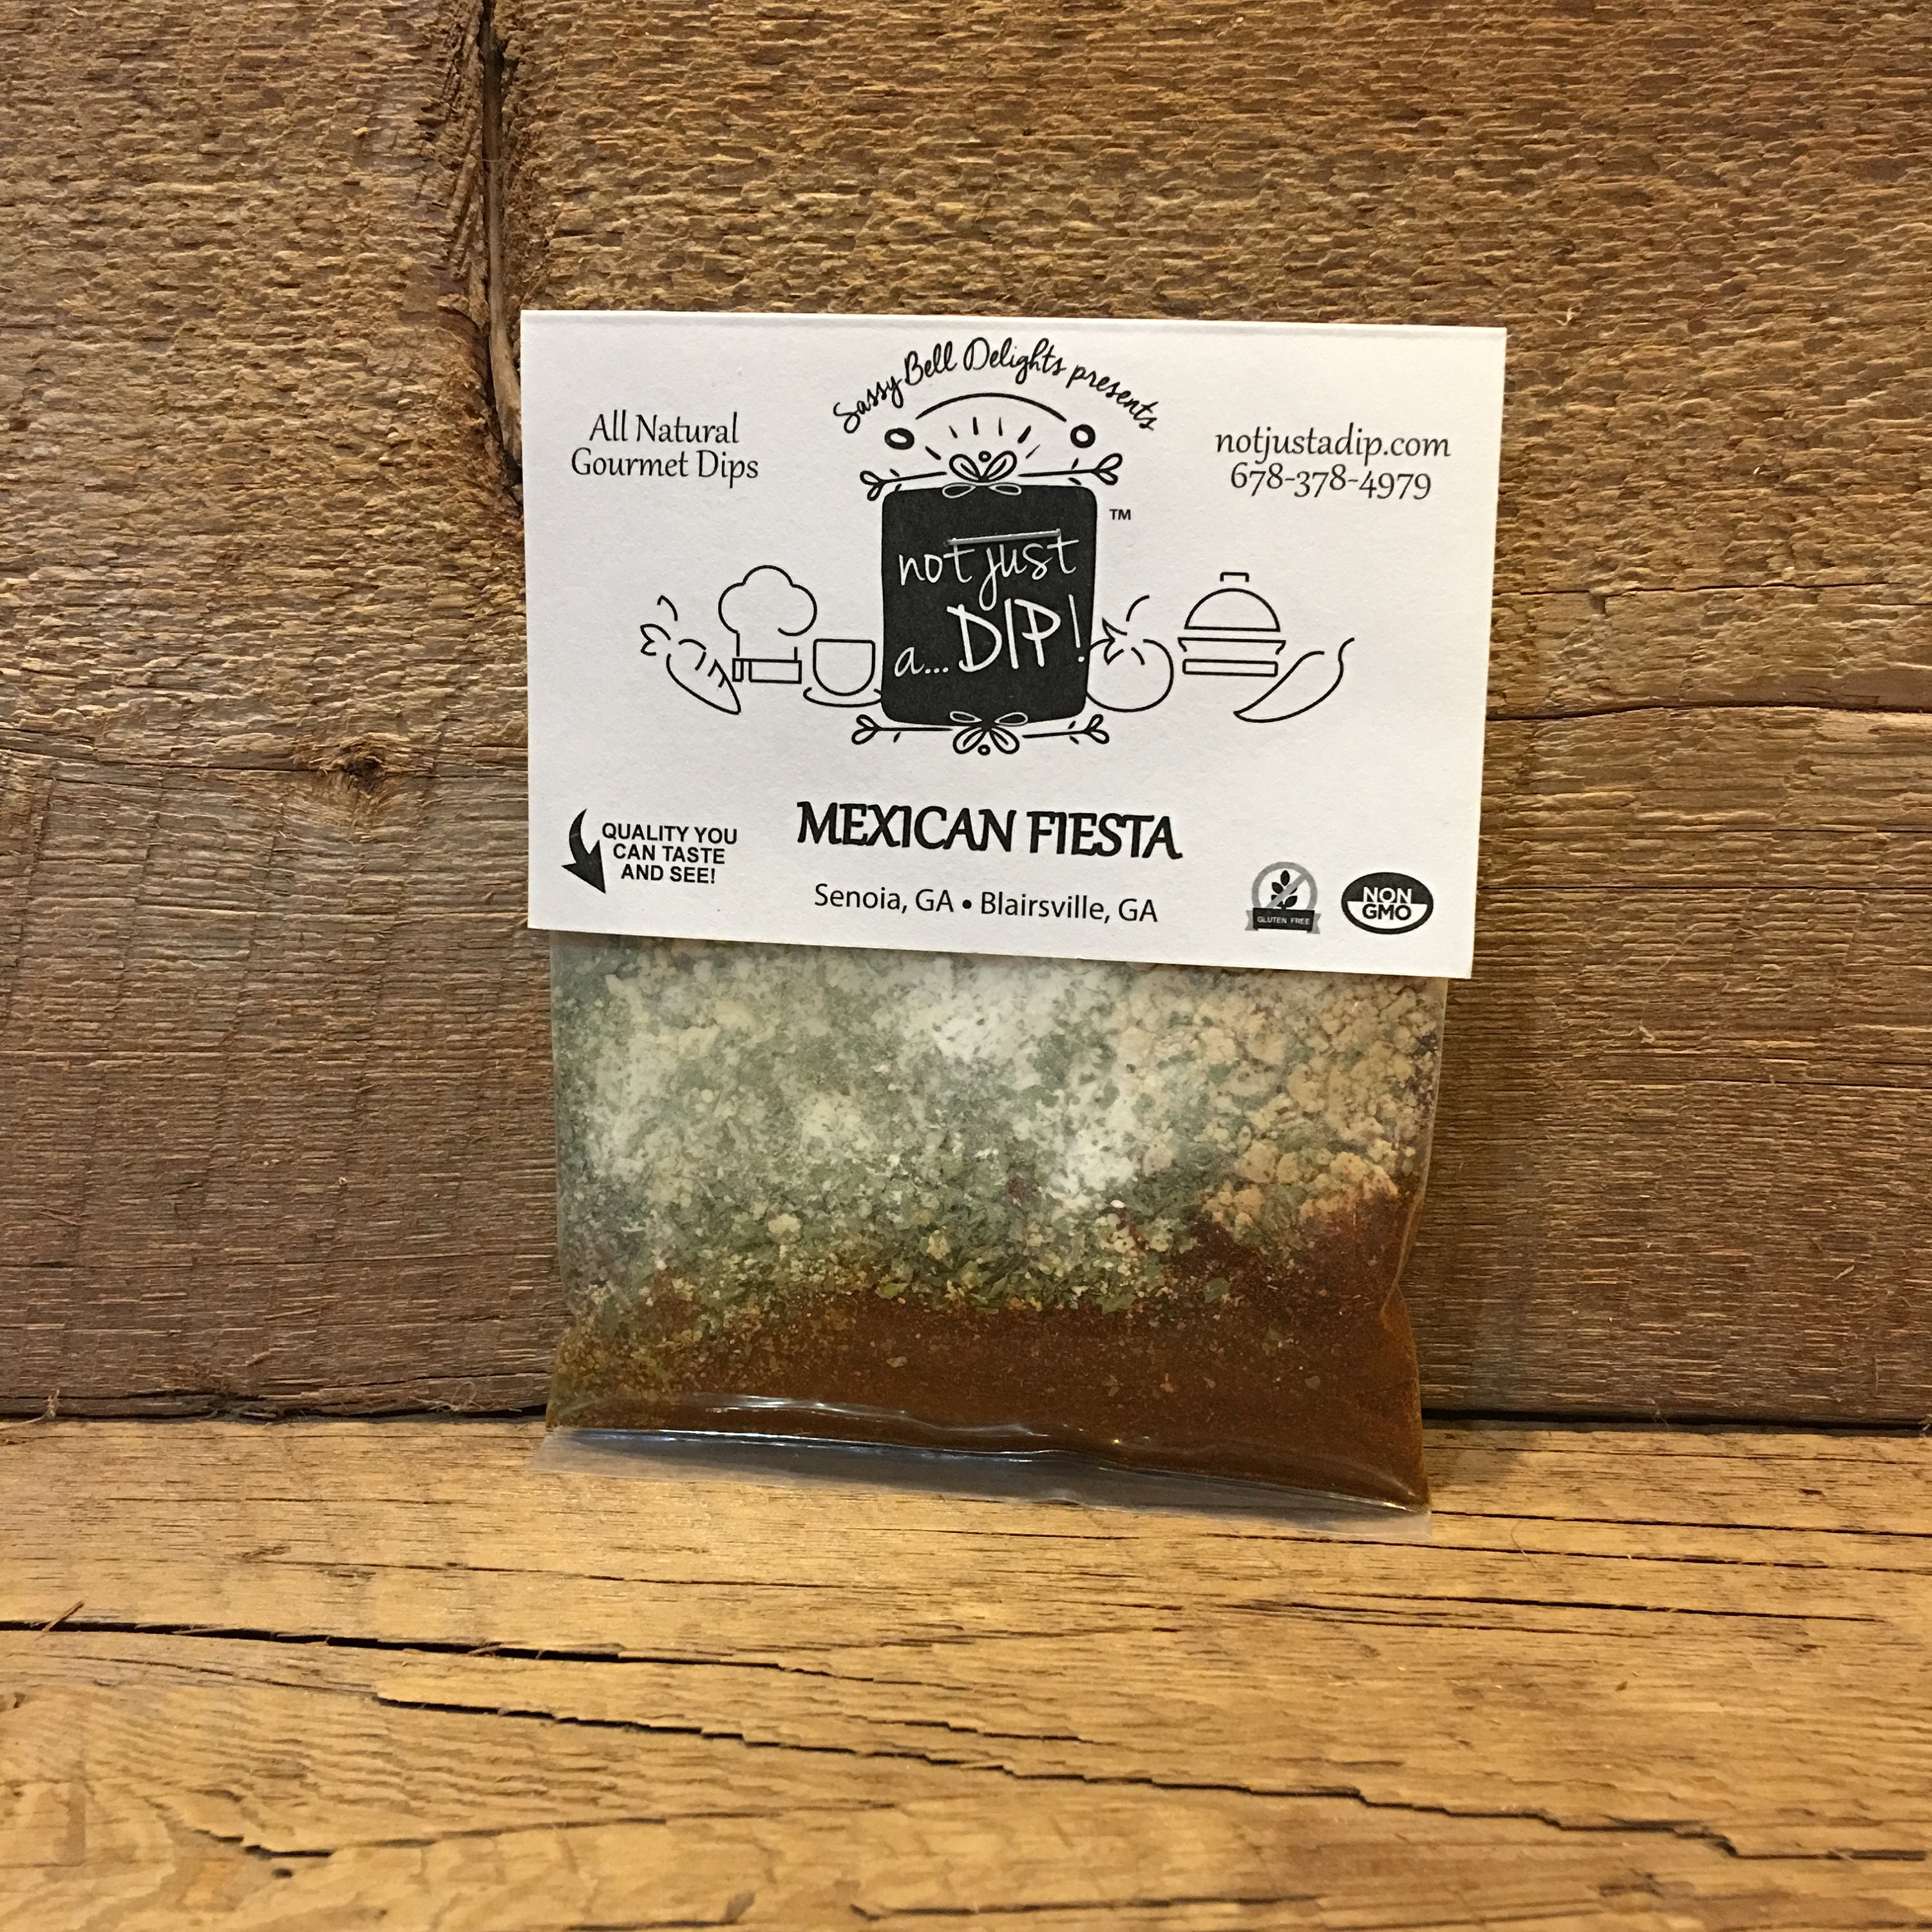 Sassy Bell Delights presents
All Natural
Gourmet Dips
notjustadip.com
678-378-4979
TM
not just
a... DIP!
QUALITY YOU
CAN TASTE
AND SEE!
MEXICAN FIESTA
Senoia, GA • Blairsville, GA
GLUTEN FREE
NON
GMO